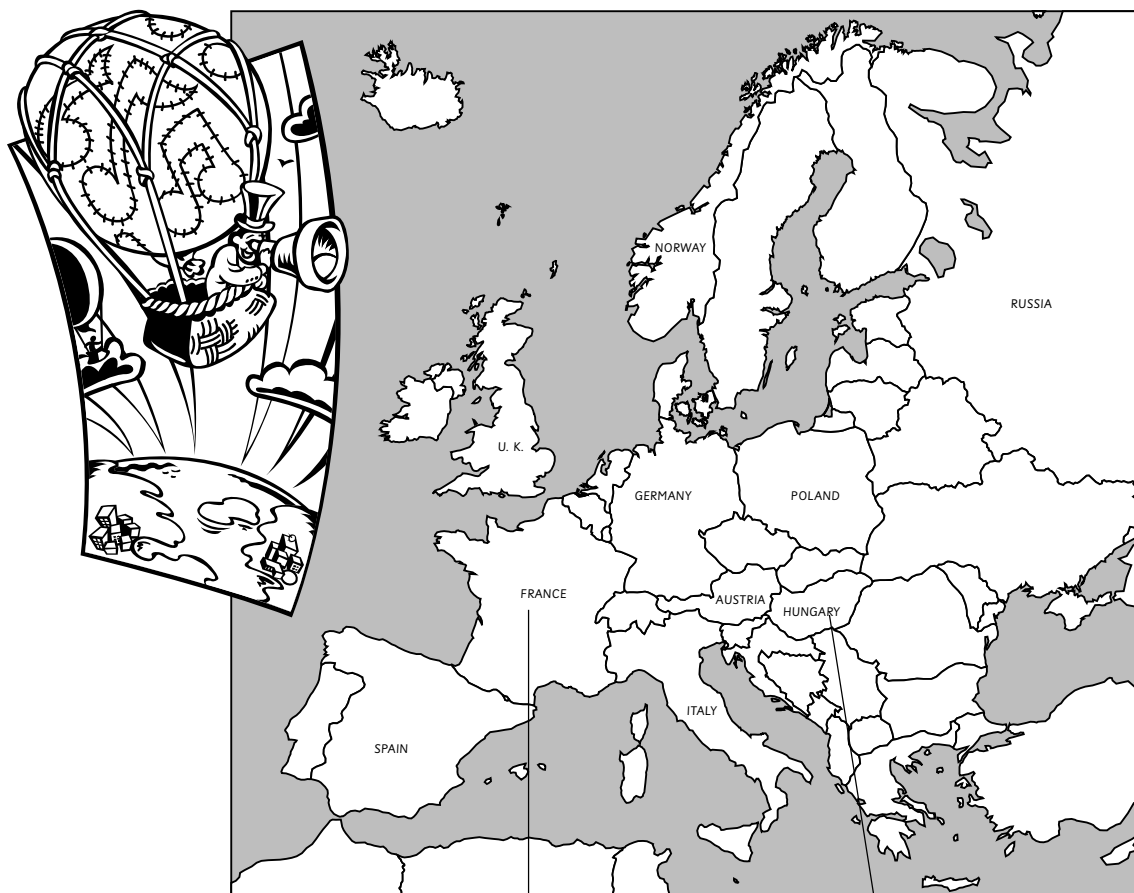 NORWAY
RUSSIA
U. K.
GERMANY
POLAND
FRANCE
AUSTRIA
HUNGARY
ITALY
SPAIN